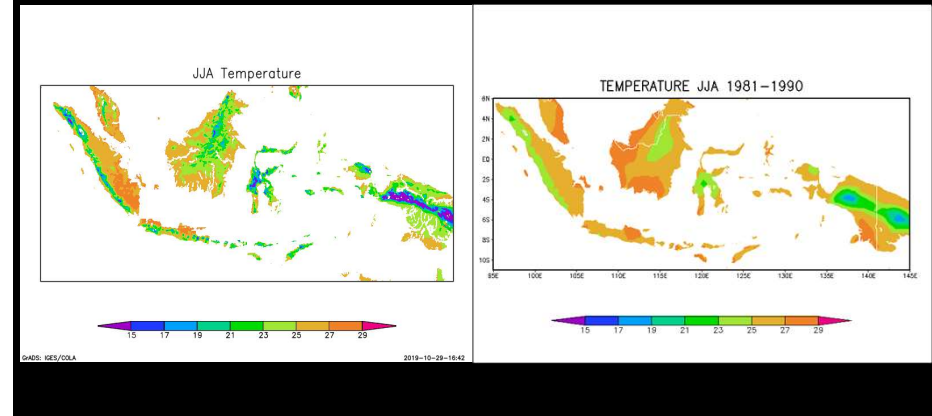 JJA Temperature
15 17 19 21 23 25 27 29
GrADS: IGES/COLA
2019-10-29-16:42
TEMPERATURE JJA 1981-1990
6N
4N
2N
EQ
2S
4S
6S
8S
10S
95E 100E 105E 110E 115E 120E 125E 130E 135E 140E 145E
15 17 19 21 23 25 27 29